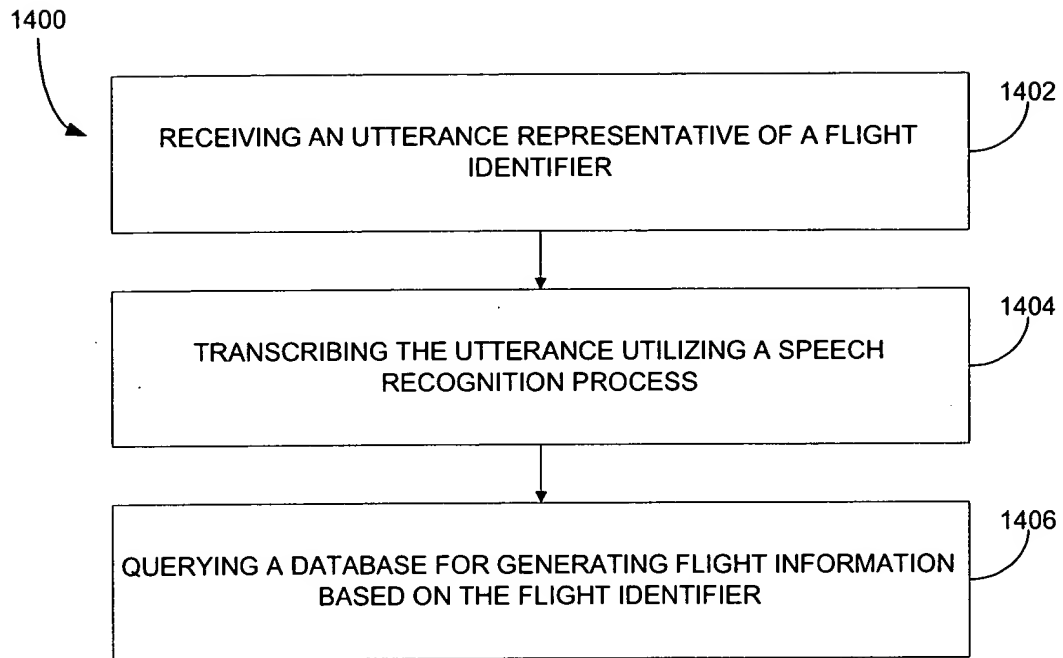 1400
1402
RECEIVING AN UTTERANCE REPRESENTATIVE OF A FLIGHT
IDENTIFIER
1404
TRANSCRIBING THE UTTERANCE UTILIZING A SPEECH
RECOGNITION PROCESS
1406
QUERYING A DATABASE FOR GENERATING FLIGHT INFORMATION
BASED ON THE FLIGHT IDENTIFIER